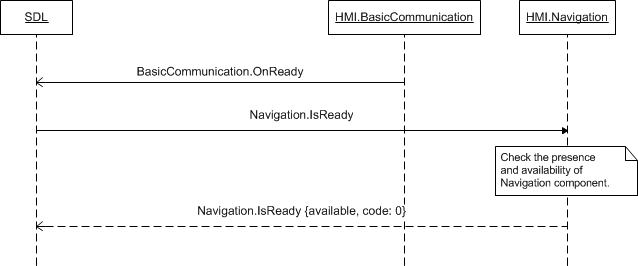 SDL
HMI.BasicCommunication
HMI.Navigation
BasicCommunication.OnReady
Navigation.IsReady
Check the presence
and availability of
Navigation component.
Navigation.IsReady {available, code: 0}